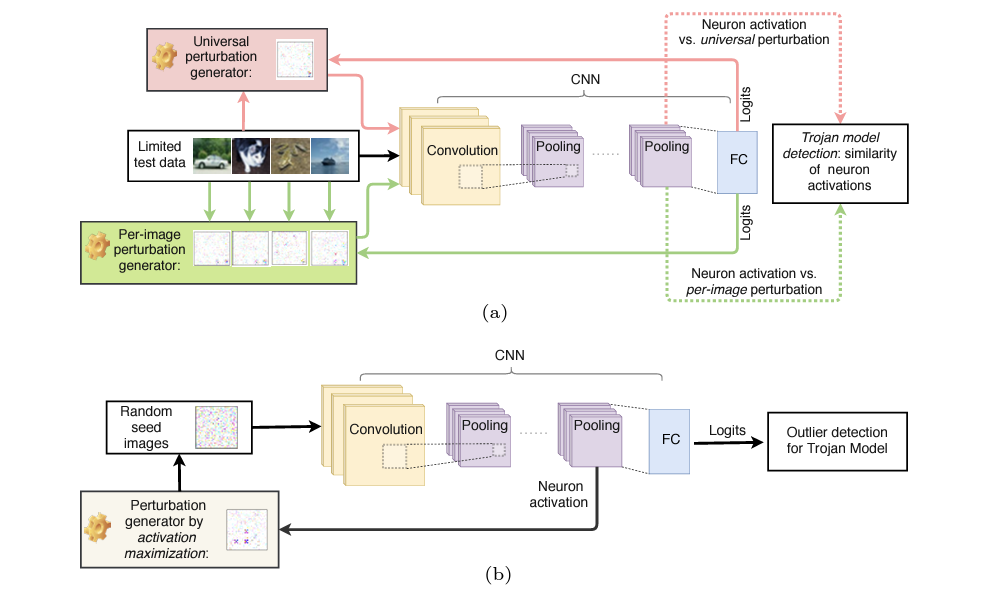 Universal
perturbation
generator:
Neuron activation
vs. universal perturbation
CNN
Logits
Limited
test data
Convolution
Pooling
Pooling
FC
Trojan model
detection: similarity
of neuron
activations
Per-image
perturbation
generator:
Logits
Neuron activation vs.
per-image perturbation
(a)
CNN
Random
seed
images
Convolution
Pooling
Pooling
FC
Logits
Outlier detection
for Trojan Model
Neuron
activation
Perturbation
generator by
activation
maximization:
(b)